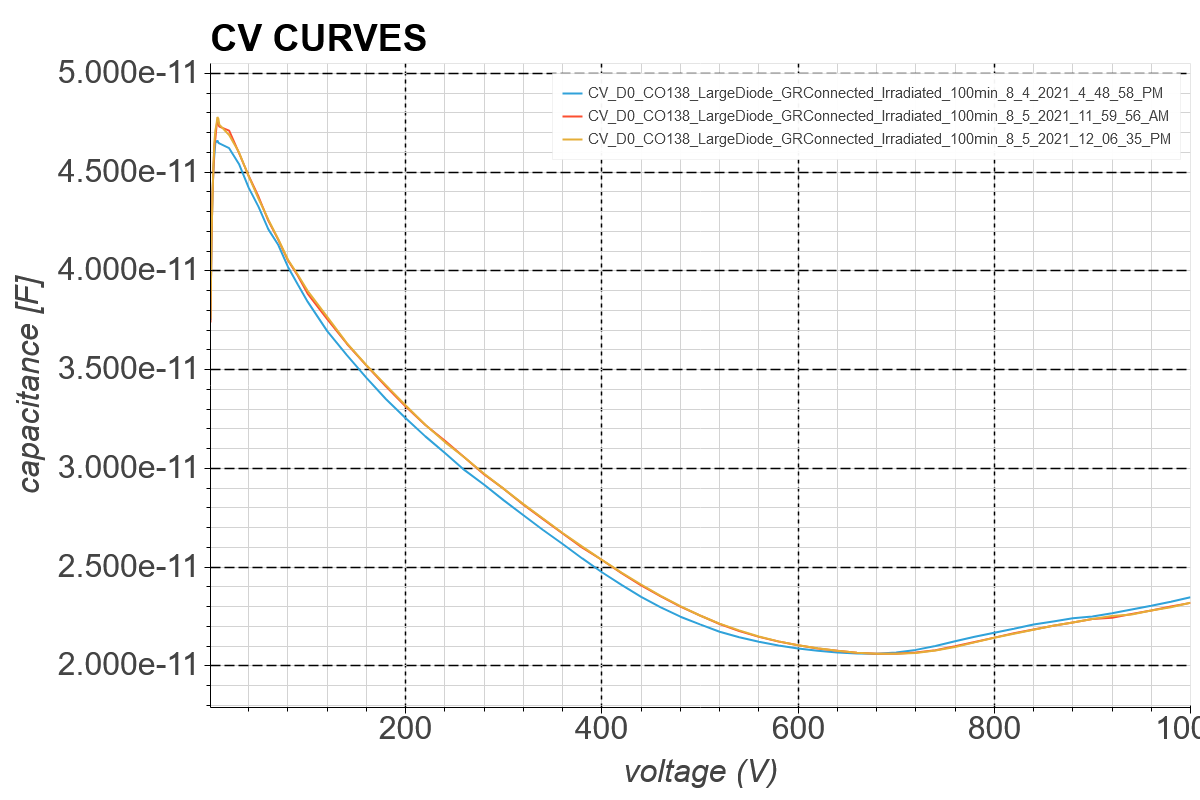 CV CURVES
5.000e-11
4.500e-11
4.000e-11
3.500e-11
3.000e-11
2.500e-11
2.000e-11
capacitance [F]
CV_D0_CO138_LargeDiode_GRConnected_Irradiated_100min_8_4_2021_4_48_58_PM
CV_D0_CO138_LargeDiode_GRConnected_Irradiated_100min_8_5_2021_11_59_56_AM
CV_D0_CO138_LargeDiode_GRConnected_Irradiated_100min_8_5_2021_12_06_35_PM
200 400 600 800 100
voltage (V)